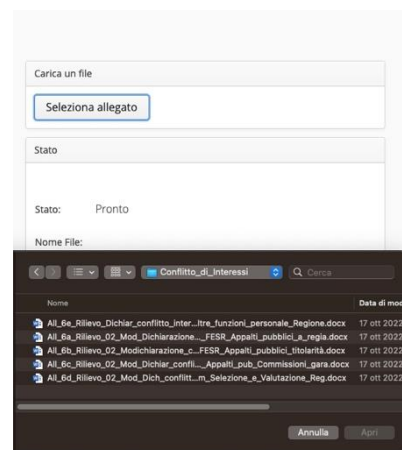 Carica un file
Seleziona allegato
Stato
Stato: Pronto
Nome File:
Conflitto_di_Interessi
Cerca
Nome Data di mod
All_6e_Rilievo_Dichiar_conflitto_inter...ltre_funzioni_personale_Regione.docx 17 ott 2022
All_6a_Rilievo_02_Mod_Dichiarazione..._FESR_Appalti_pubblici_a_regia.docx 17 ott 2022
All_6b_Rilievo_02_Modichiarazione_c...FESR_Appalti_pubblici_titolarità.docx 17 ott 2022
All_6c_Rilievo_02_Mod_Dichiar_confli..._Appalti_pub_Commissioni_gara.docx 17 ott 2022
All_6d_Rilievo_02_Mod_Dich_conflitt...m_Selezione_e_Valutazione_Reg.docx 17 ott 2022
Annulla Apri